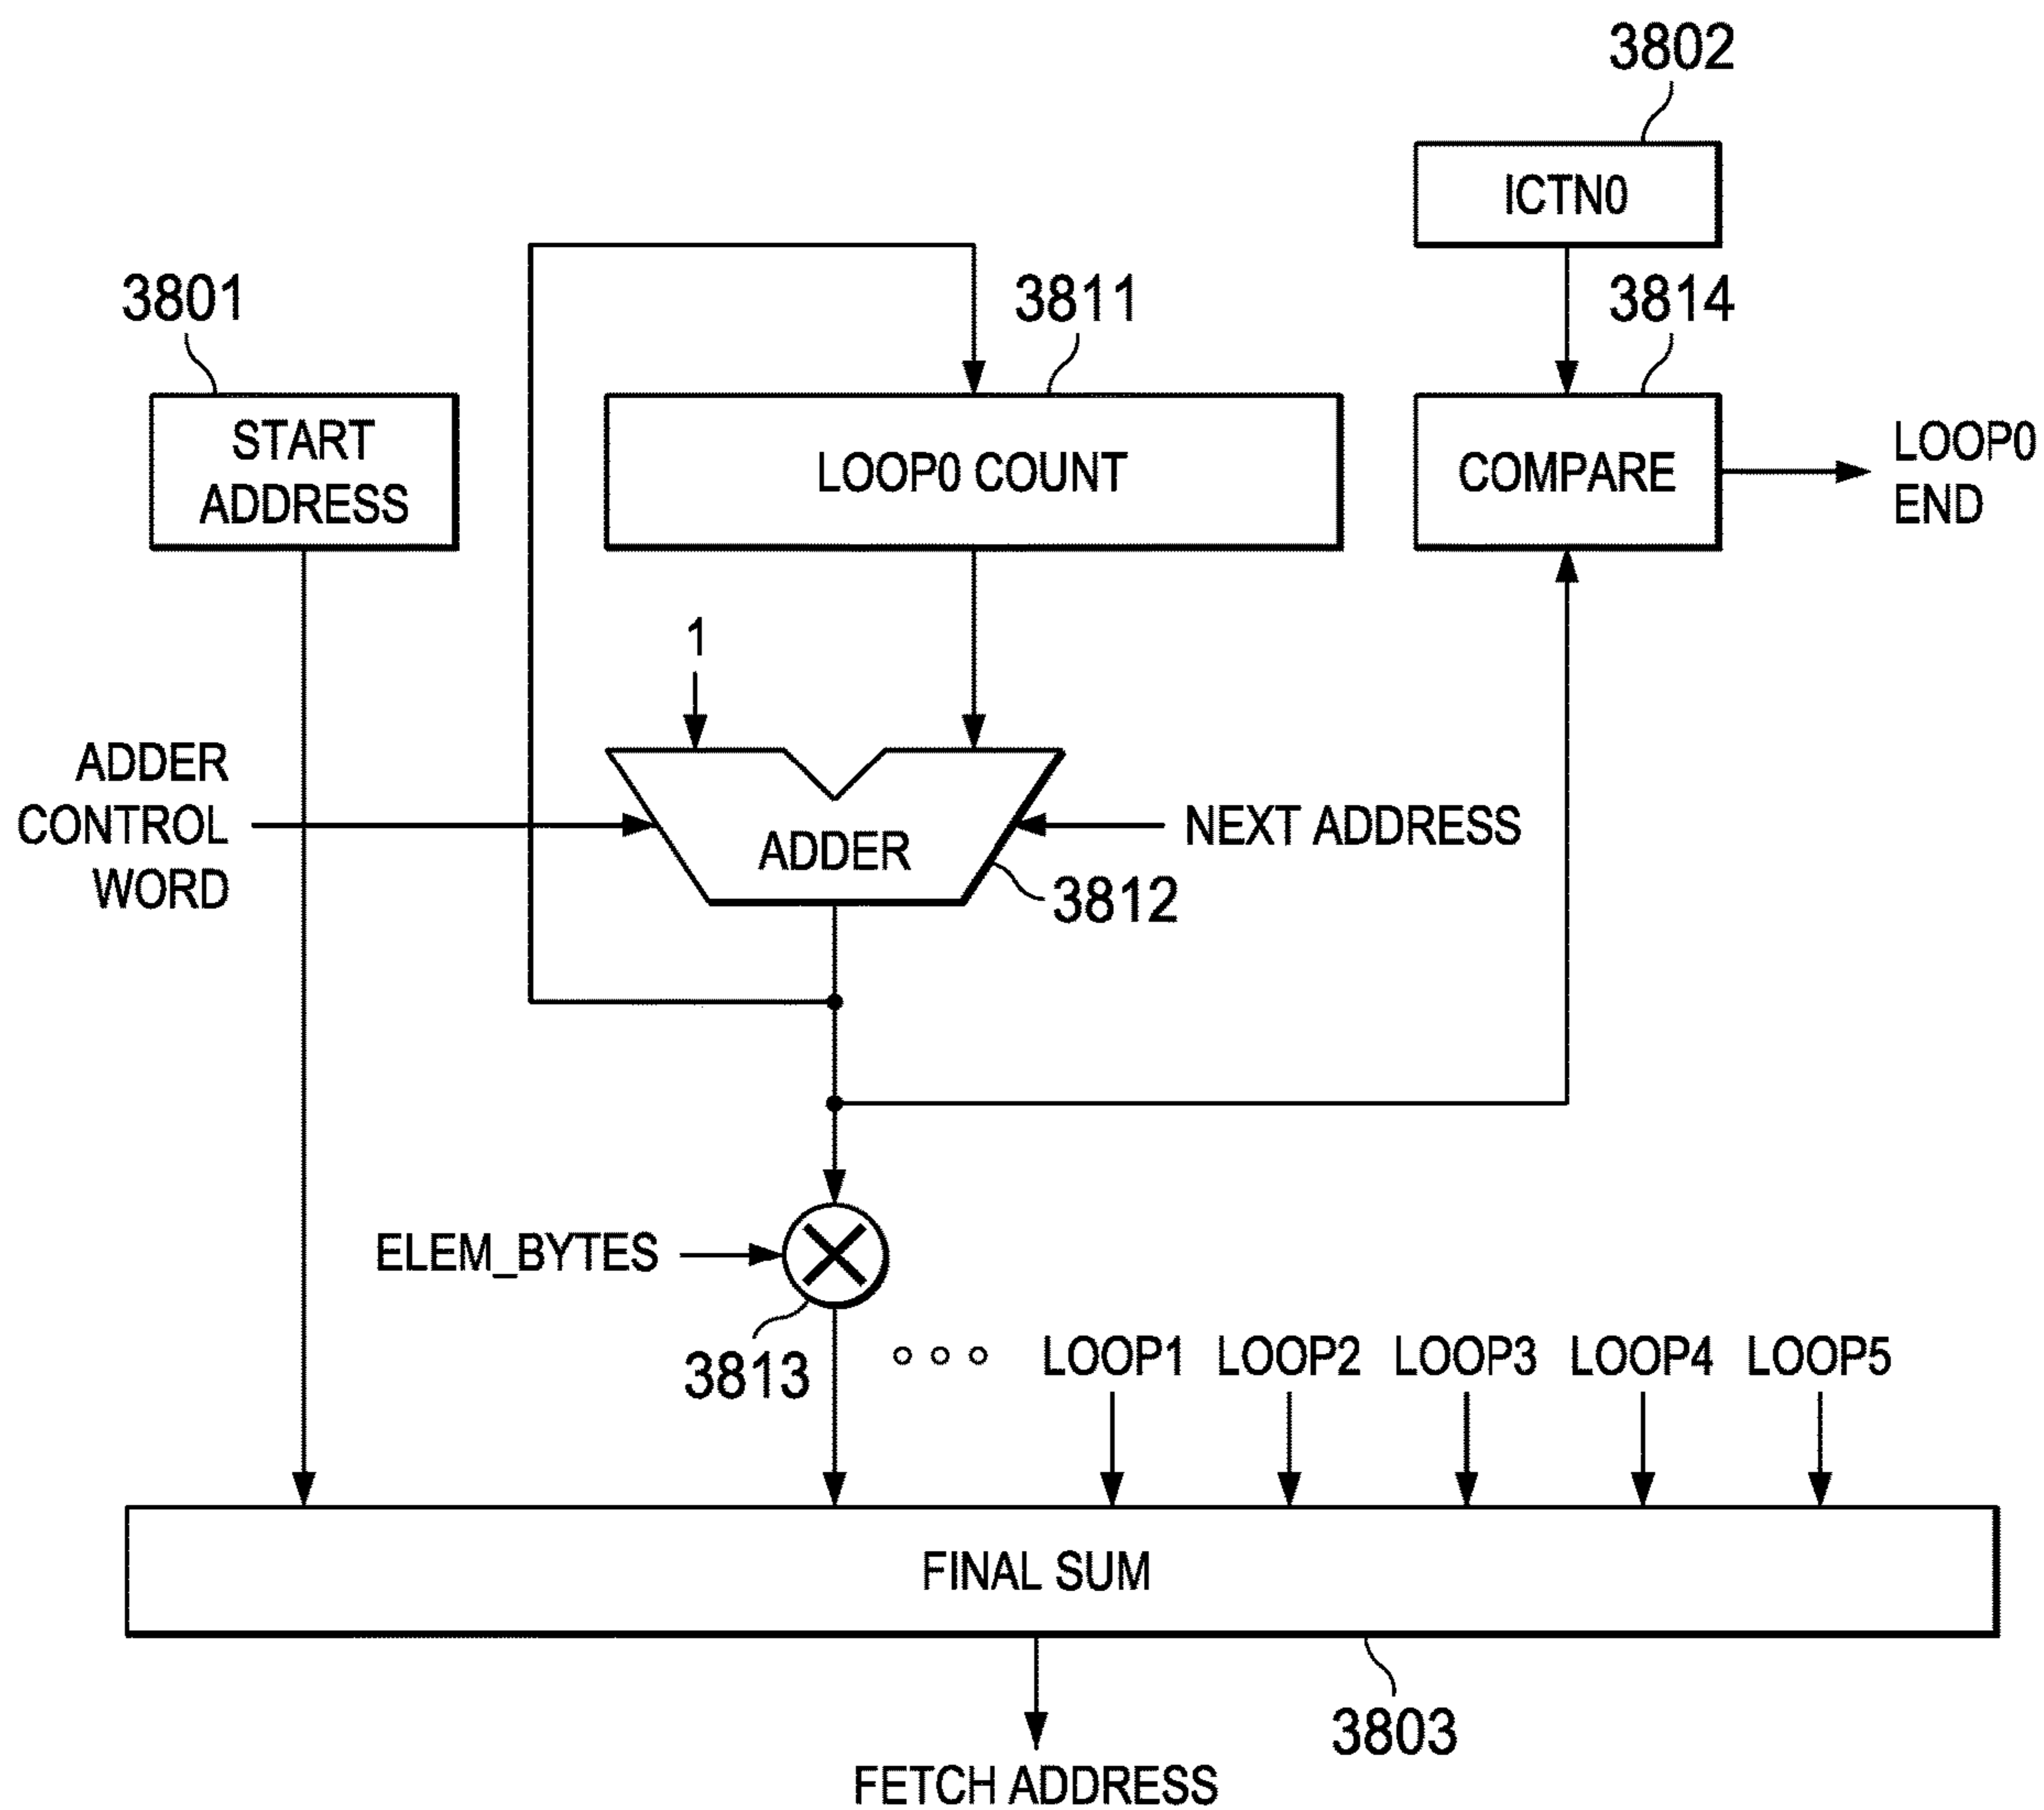 3802
ICTN0
3801
3811
3814
START
ADDRESS
LOOP0 COUNT
COMPARE
LOOP0
END
1
ADDER
CONTROL
WORD
ADDER
NEXT ADDRESS
3812
ELEM_BYTES
3813
LOOP1 LOOP2 LOOP3 LOOP4 LOOP5
FINAL SUM
3803
FETCH ADDRESS